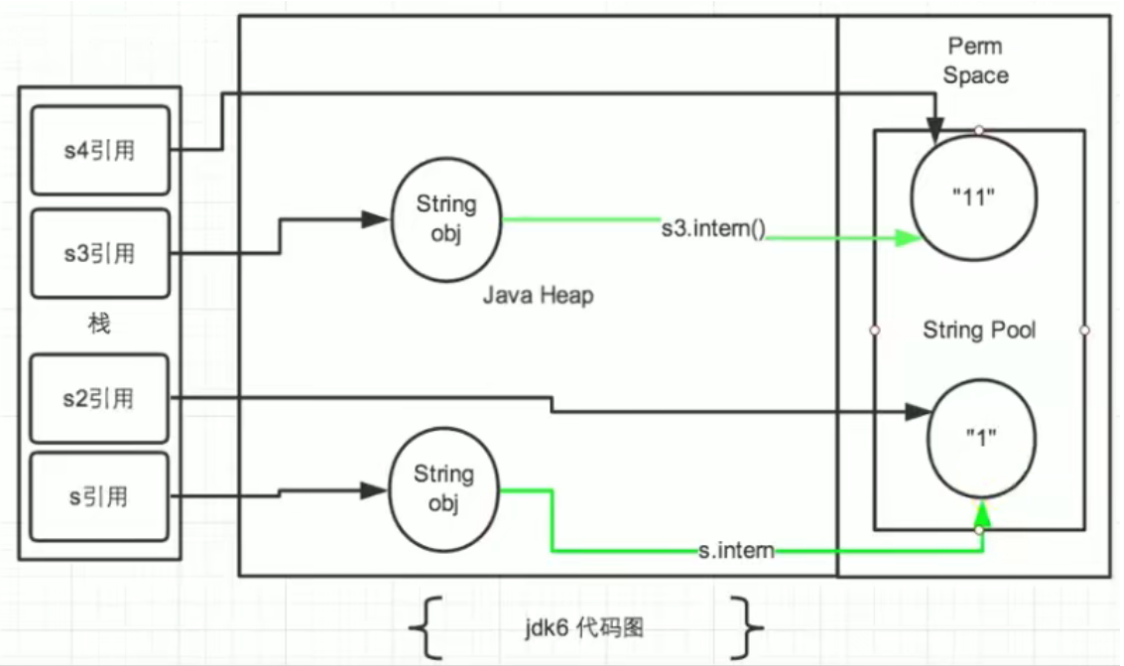 Perm
Space
s4引用
"11"
String
obj
s3.intern()
s3引用
Java Heap
栈
String Pool
s2引用
"1"
String
obj
s引用
s.intern
jdk6 代码图